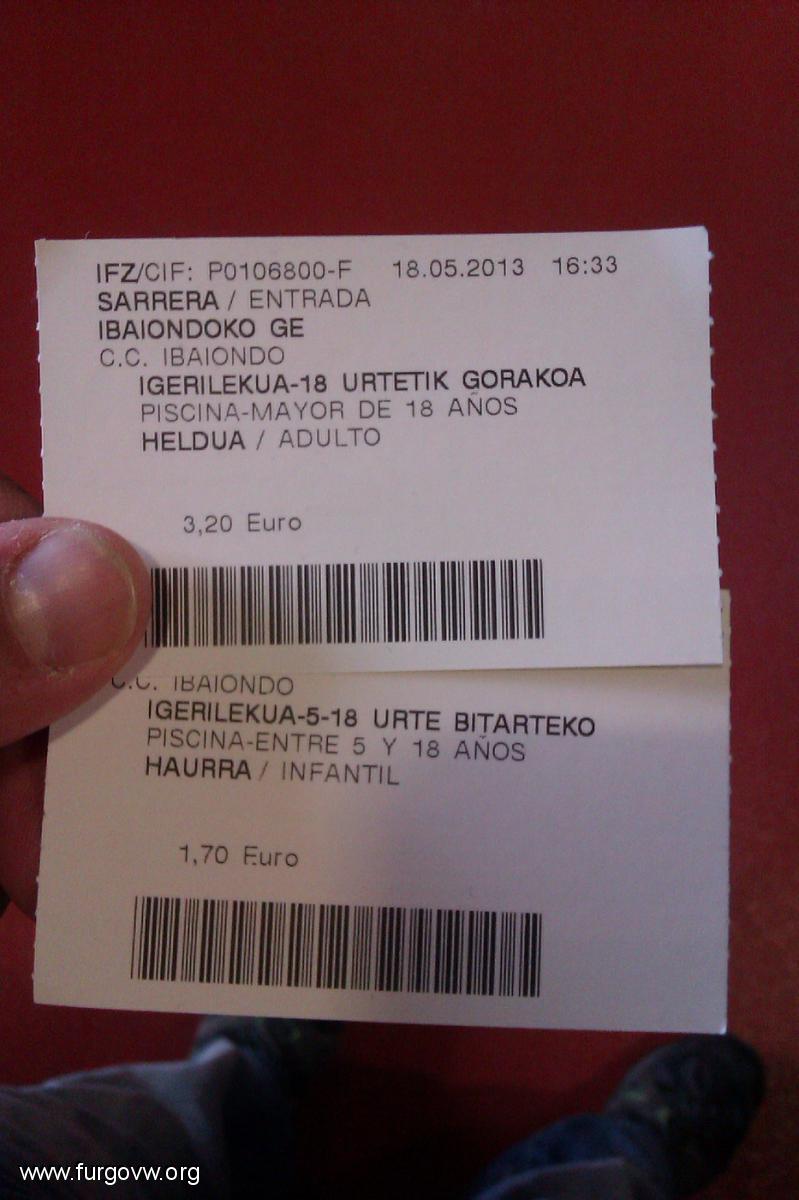 IFZ/CIF: P0106800-F 18.05.2013 16:33
SARRERA / ENTRADA
IBAIONDOKO GE
C.C. IBAIONDO
IGERILEKUA-18 URTETIK GORAKOA
PISCINA-MAYOR DE 18 AÑOS
HELDUA / ADULTO
3,20 Euro
C.C. IBAIONDO
IGERILEKUA-5-18 URTE BITARTEKO
PISCINA-ENTRE 5 Y 18 AÑOS
HAURRA / INFANTIL
1,70 Euro
www.furgovw.org